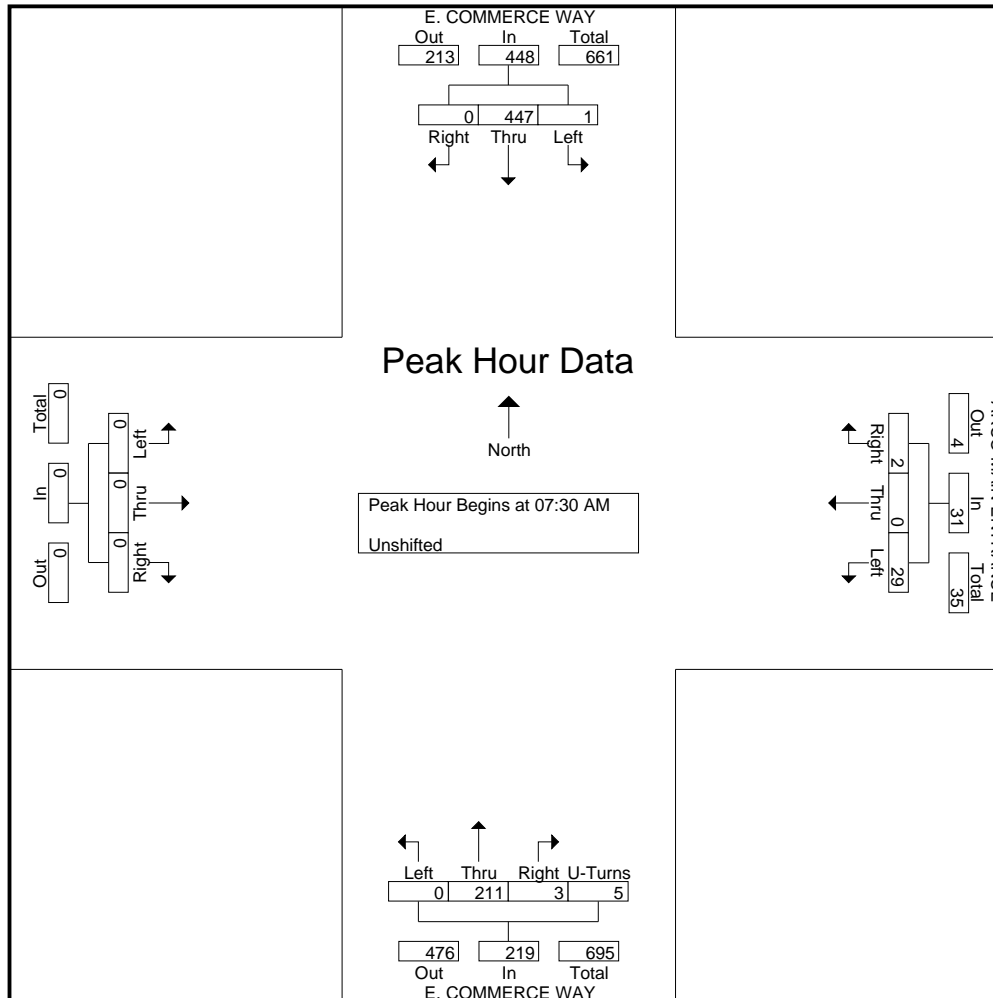 E. COMMERCE WAY
Out In Total
213 448 661
0 447 1
Right Thru Left
Peak Hour Data
North
Peak Hour Begins at 07:30 AM
Unshifted
Total In Out
0 0 0
0 0 0
Left Thru Right
Right Thru Left
2 0 29
4 31 35
Out In Total
Left Thru Right U-Turns
0 211 3 5
476 219 695
Out In Total
E. COMMERCE WAY